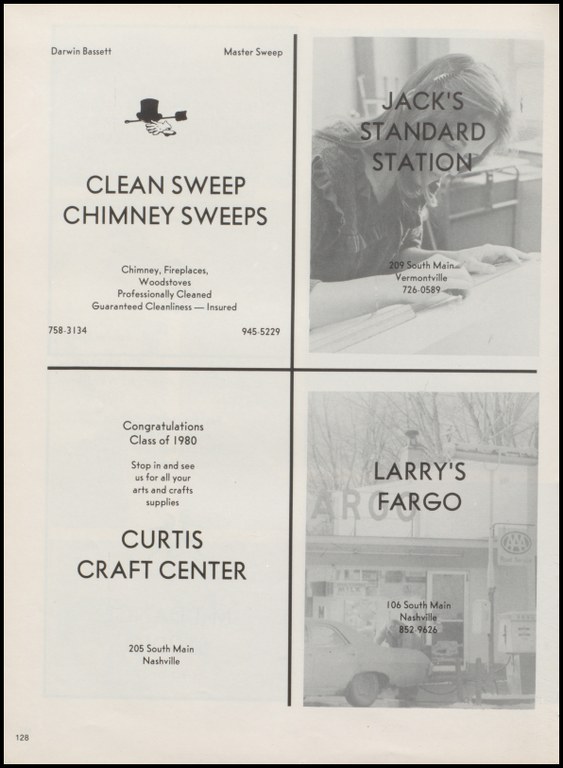 Darwin Bassett Master Sweep
CLEAN SWEEP
CHIMNEY SWEEPS
Chimney, Fireplaces,
Woodstoves
Professionally Cleaned
Guaranteed Cleanliness — Insured
758-3134 945-5229
JACK'S
STANDARD
STATION
209 South Main
Vermontville
726-0589
Congratulations
Class of 1980
Stop in and see
us for all your
arts and crafts
supplies
CURTIS
CRAFT CENTER
205 South Main
Nashville
LARRY'S
FARGO
ARGO
AAA
106 South Main
Nashville
852-9626
128